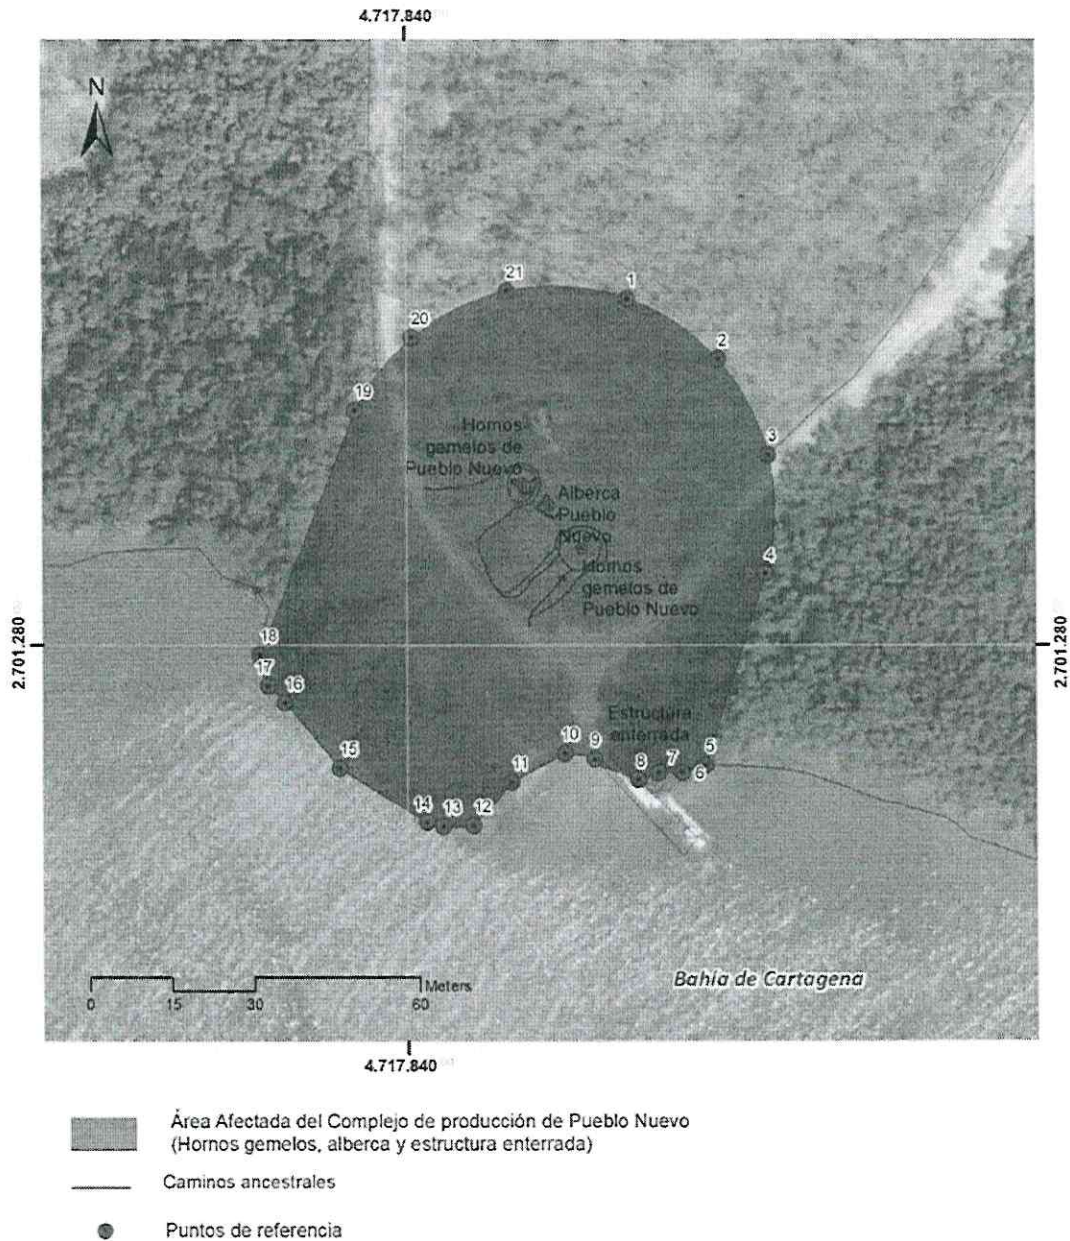 4.717.840
N
21
1
20
2
19
3
Hornos
gemelos de
Pueblo Nuevo
Alberca
Pueblo
Nuevo
4
Hornos
gemelos de
Pueblo Nuevo
2.701.280
2.701.280
18
17
16
Estructura
enterrada
10
9
5
15
11
8
7
6
14
13
12
Bahía de Cartagena
Meters
0
15
30
60
4.717.840
Área Afectada del Complejo de producción de Pueblo Nuevo
(Hornos gemelos, alberca y estructura enterrada)
Caminos ancestrales
Puntos de referencia